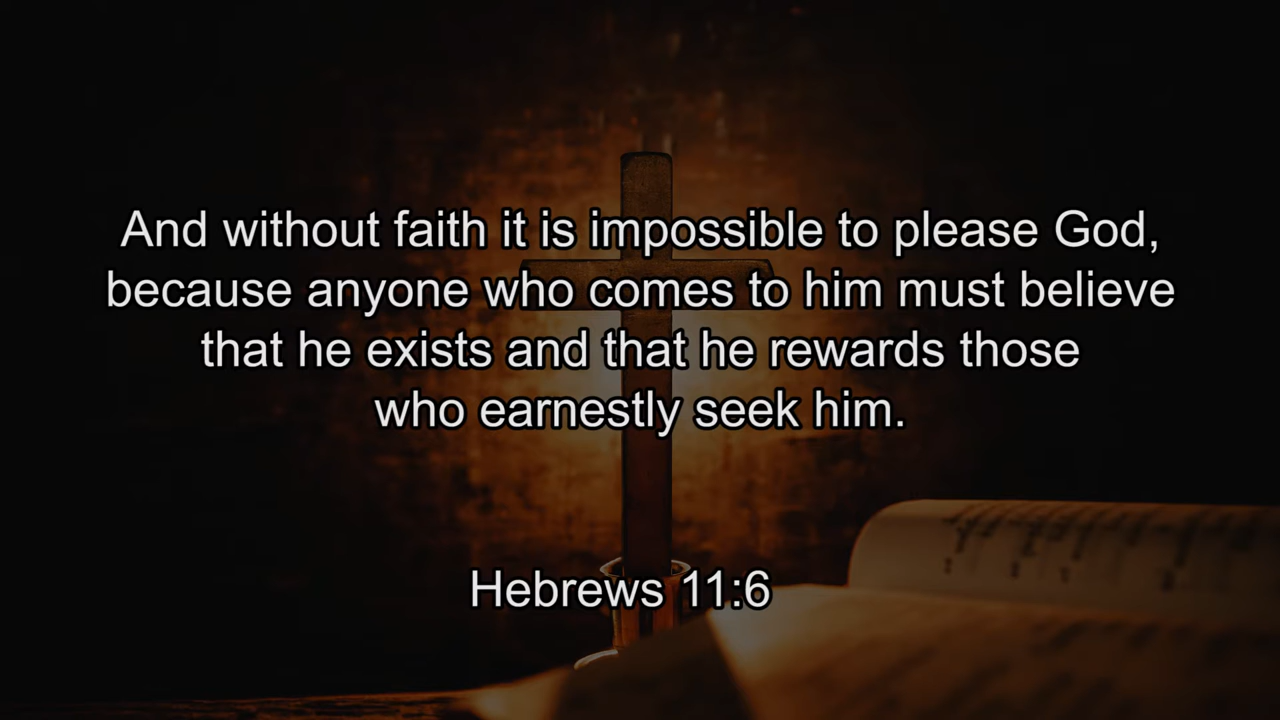 And without faith it is impossible to please God,
because anyone who comes to him must believe
that he exists and that he rewards those
who earnestly seek him.
Hebrews 11:6